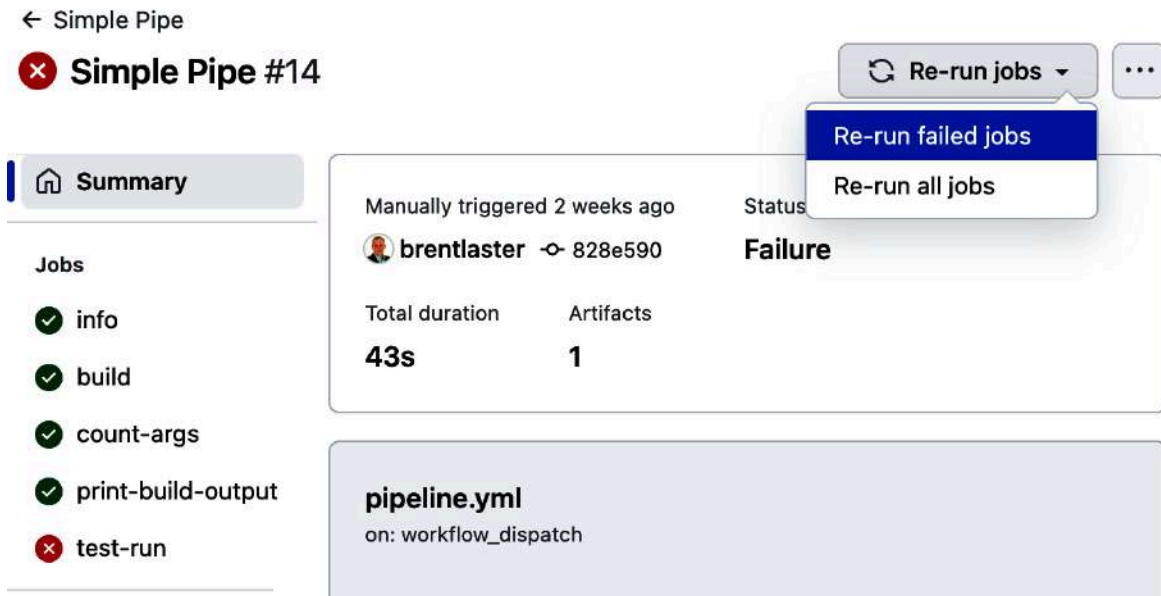 ← Simple Pipe
Simple Pipe #14
Re-run jobs
Re-run failed jobs
Re-run all jobs
Summary
Jobs
info
build
count-args
print-build-output
test-run
Manually triggered 2 weeks ago
brentlaster 828e590
Status
Failure
Total duration
43s
Artifacts
1
pipeline.yml
on: workflow_dispatch